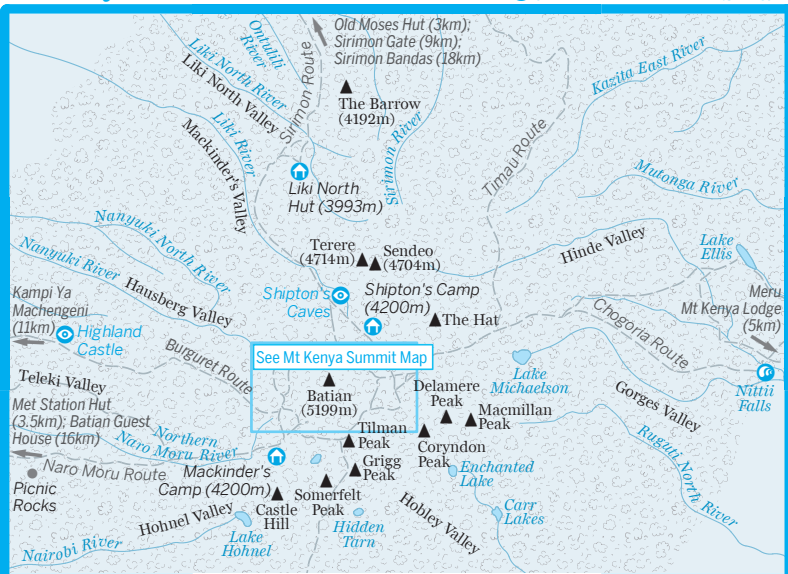 Old Moses Hut (3km);
Sirimon Gate (9km);
Sirimon Bandas (18km)
Ontulili
River
Liki North River
Liki North Valley
Sirimon Route
The Barrow
(4192m)
Kazita East River
Liki River
Mackinder's Valley
Sirimon River
Timau Route
Liki North
Hut (3993m)
Mutonga River
Nanyuki North River
Nanyuki River
Hausberg Valley
Terere
(4714m)
Sendeo
(4704m)
Hinde Valley
Lake
Ellis
Shipton's
Caves
Shipton's Camp
(4200m)
The Hat
Chogoria Route
Meru
Mt Kenya Lodge
(5km)
Kampi Ya
Machengeni
(11km)
Highland
Castle
Burguret Route
See Mt Kenya Summit Map
Batian
(5199m)
Lake
Michaelson
Nittii
Falls
Teleki Valley
Delamere
Peak
Macmillan
Peak
Gorges Valley
Met Station Hut
(3.5km); Batian Guest
House (16km)
Northern
Naro Moru River
Tilman
Peak
Coryndon
Peak
Ruguti North River
Naro Moru Route
Picnic
Rocks
Mackinder's
Camp (4200m)
Grigg
Peak
Enchanted
Lake
Castle
Hill
Somerfelt
Peak
Hobley Valley
Carr
Lakes
Hohnel Valley
Lake
Hohnel
Hidden
Tarn
Nairobi River